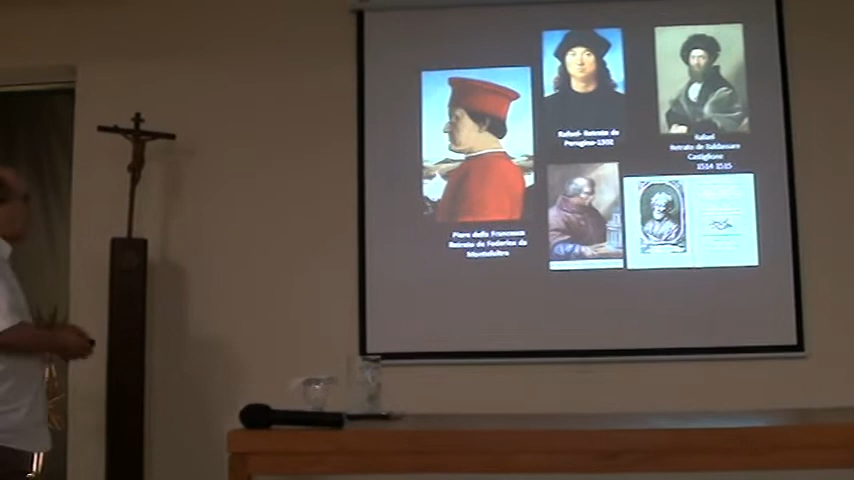 Rafael- Retrato de
Perugino-1502
Rafael
Retrato de Baldassare
Castiglione
1514 1515
Piero della Francesca
Retrato de Federico da
Montefeltro